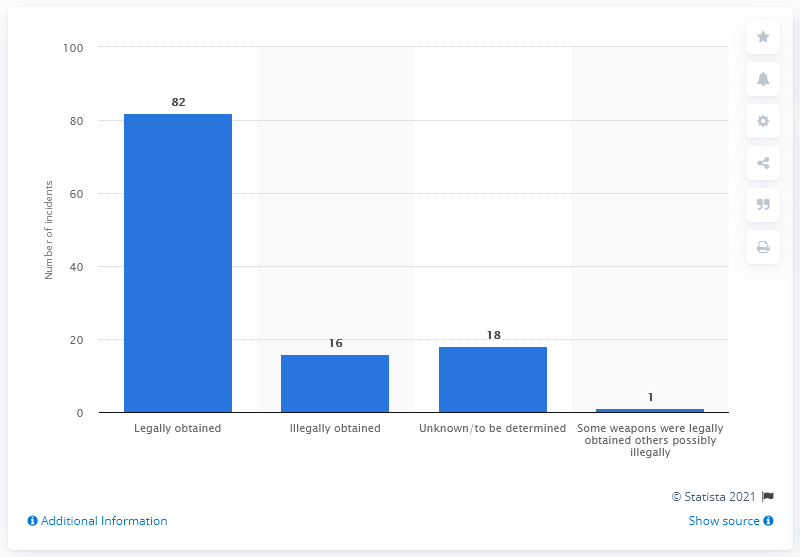 100
80
60
40
20
0
Number of incidents
82
16
18
1
Legally obtained
Illegally obtained
Unknown/to be determined
Some weapons were legally
obtained others possibly
illegally
© Statista 2021
Additional Information
Show source